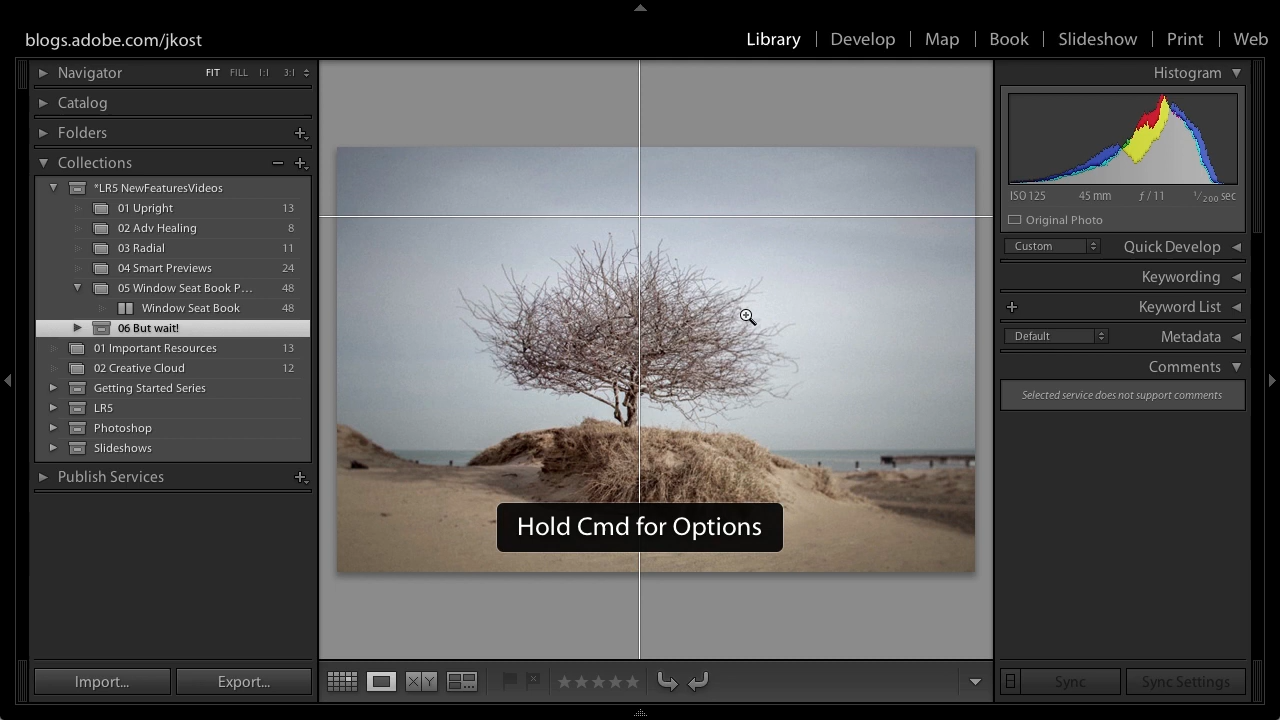 blogs.adobe.com/jkost
Library | Develop | Map | Book | Slideshow | Print | Web
Navigator FIT FILL 1:1 3:1
Catalog
Folders
Collections
*LR5 NewFeaturesVideos
01 Upright 13
02 Adv Healing 8
03 Radial 11
04 Smart Previews 24
05 Window Seat Book P... 48
Window Seat Book 48
06 But wait!
01 Important Resources 13
02 Creative Cloud 12
Getting Started Series
LR5
Photoshop
Slideshows
Publish Services
Import...
Export...
Hold Cmd for Options
X Y
Histogram
ISO 125 45 mm ƒ / 11 1/200 sec
Original Photo
Custom Quick Develop
Keywording
Keyword List
Default Metadata
Comments
Selected service does not support comments
Sync
Sync Settings